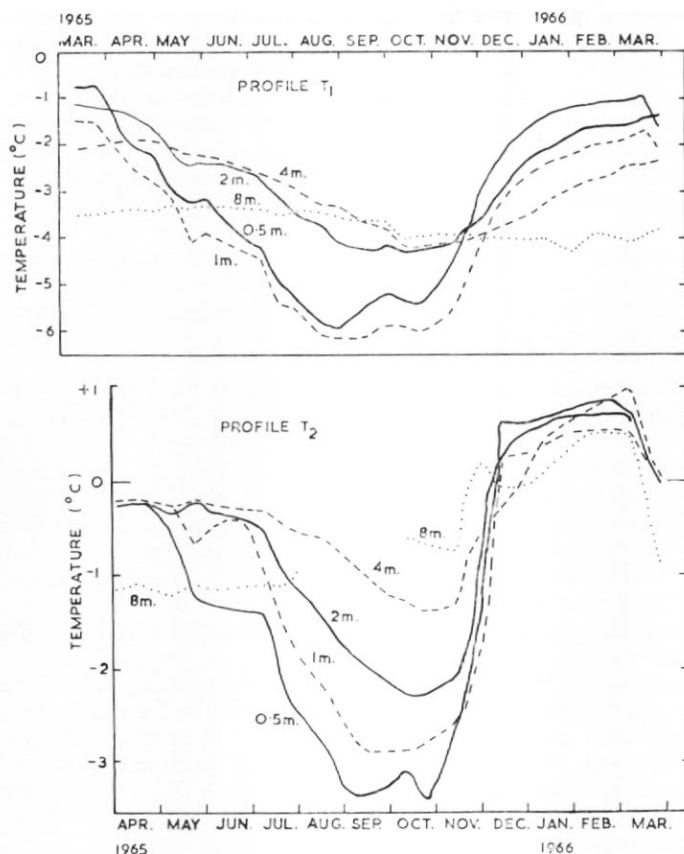 1965 1966
MAR. APR. MAY JUN. JUL. AUG. SEP. OCT. NOV. DEC. JAN. FEB. MAR.
0
PROFILE T1
-1
-2
4m.
2m.
-3
8m.
0·5m.
-4
1m.
-5
-6
TEMPERATURE (°C)
+1
PROFILE T2
0
8m.
4m.
-1
8m.
2m.
1m.
-2
0·5m.
-3
TEMPERATURE (°C)
APR. MAY JUN. JUL. AUG. SEP. OCT. NOV. DEC. JAN. FEB. MAR.
1965 1966